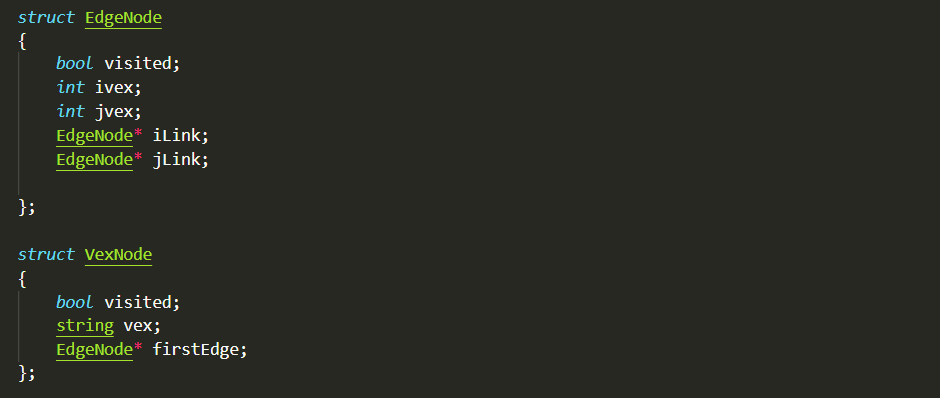 struct EdgeNode
{
    bool visited;
    int ivex;
    int jvex;
    EdgeNode* iLink;
    EdgeNode* jLink;
};
struct VexNode
{
    bool visited;
    string vex;
    EdgeNode* firstEdge;
};